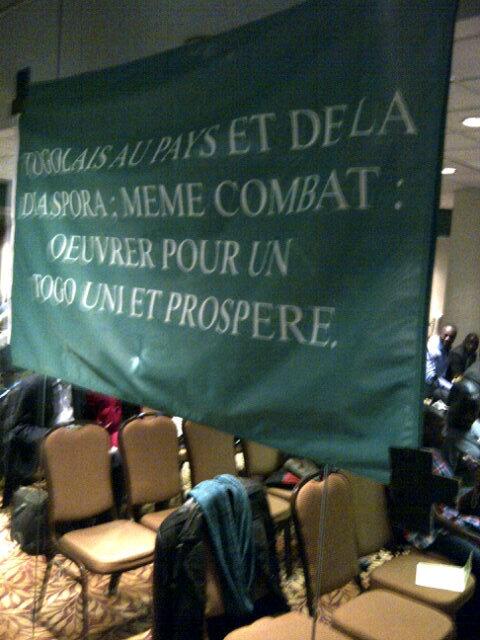 TOGOLAIS AU PAYS ET DE LA
DIASPORA : MEME COMBAT :
OEUVRER POUR UN
TOGO UNI ET PROSPERE.